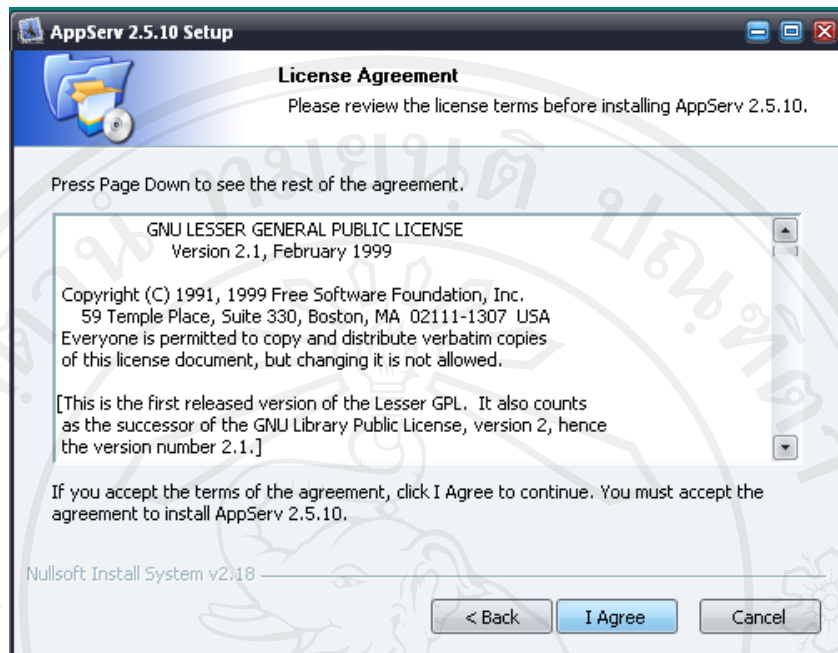 AppServ 2.5.10 Setup
License Agreement
Please review the license terms before installing AppServ 2.5.10.
Press Page Down to see the rest of the agreement.
GNU LESSER GENERAL PUBLIC LICENSE
Version 2.1, February 1999
Copyright (C) 1991, 1999 Free Software Foundation, Inc.
59 Temple Place, Suite 330, Boston, MA 02111-1307 USA
Everyone is permitted to copy and distribute verbatim copies
of this license document, but changing it is not allowed.
[This is the first released version of the Lesser GPL. It also counts
as the successor of the GNU Library Public License, version 2, hence
the version number 2.1.]
If you accept the terms of the agreement, click I Agree to continue. You must accept the
agreement to install AppServ 2.5.10.
Nullsoft Install System v2.18
< Back I Agree Cancel